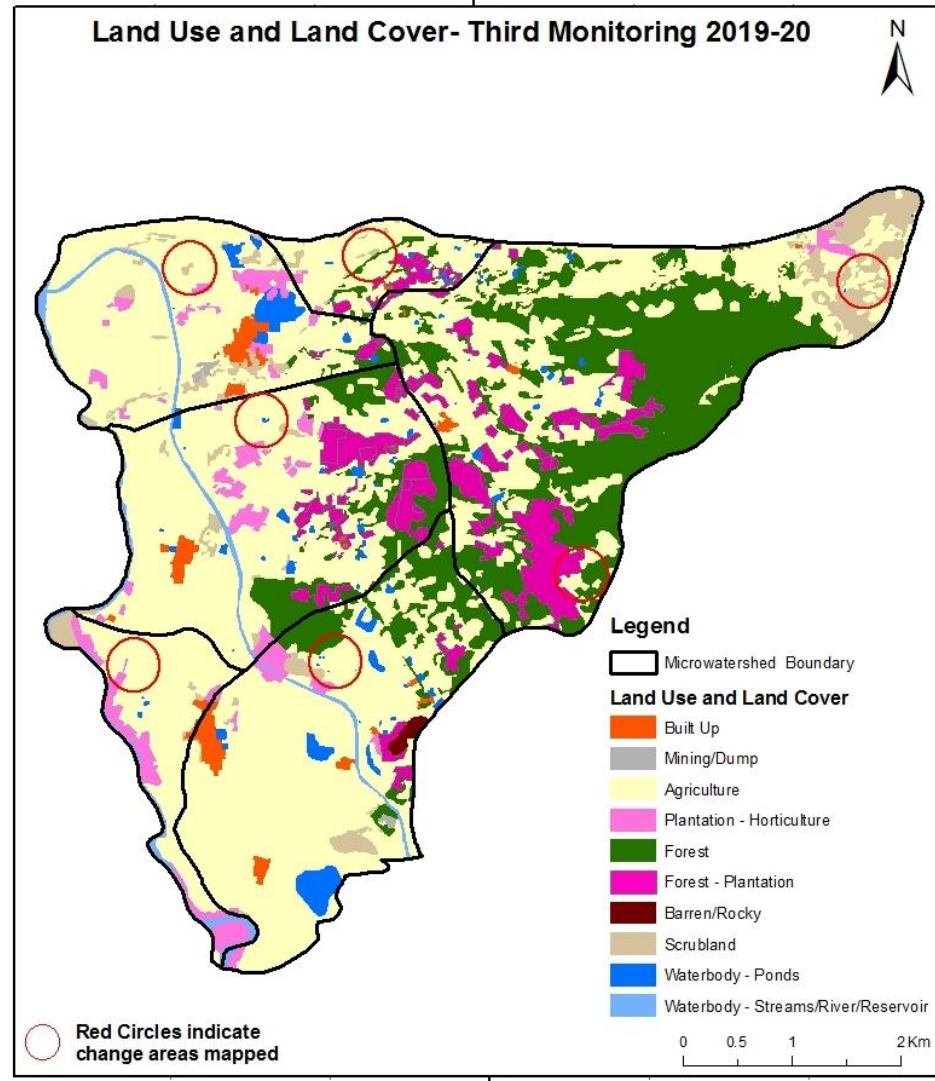 Land Use and Land Cover- Third Monitoring 2019-20
N
Legend
Microwatershed Boundary
Land Use and Land Cover
Built Up
Mining/Dump
Agriculture
Plantation - Horticulture
Forest
Forest - Plantation
Barren/Rocky
Scrubland
Waterbody - Ponds
Waterbody - Streams/River/Reservoir
Red Circles indicate
change areas mapped
0 0.5 1 2 Km